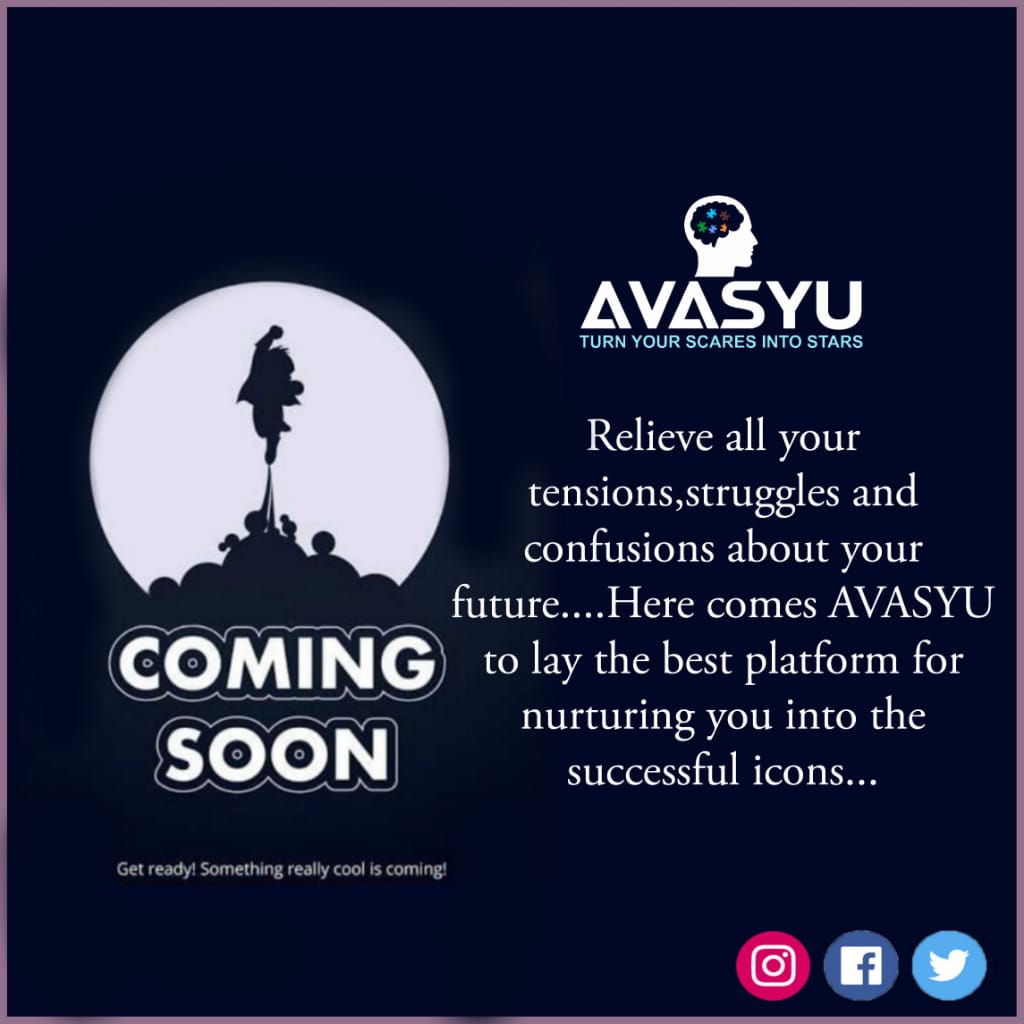 AVASYU
TURN YOUR SCARES INTO STARS
Relieve all your
tensions,struggles and
confusions about your
future....Here comes AVASYU
to lay the best platform for
nurturing you into the
successful icons...
COMING
SOON
Get ready! Something really cool is coming!